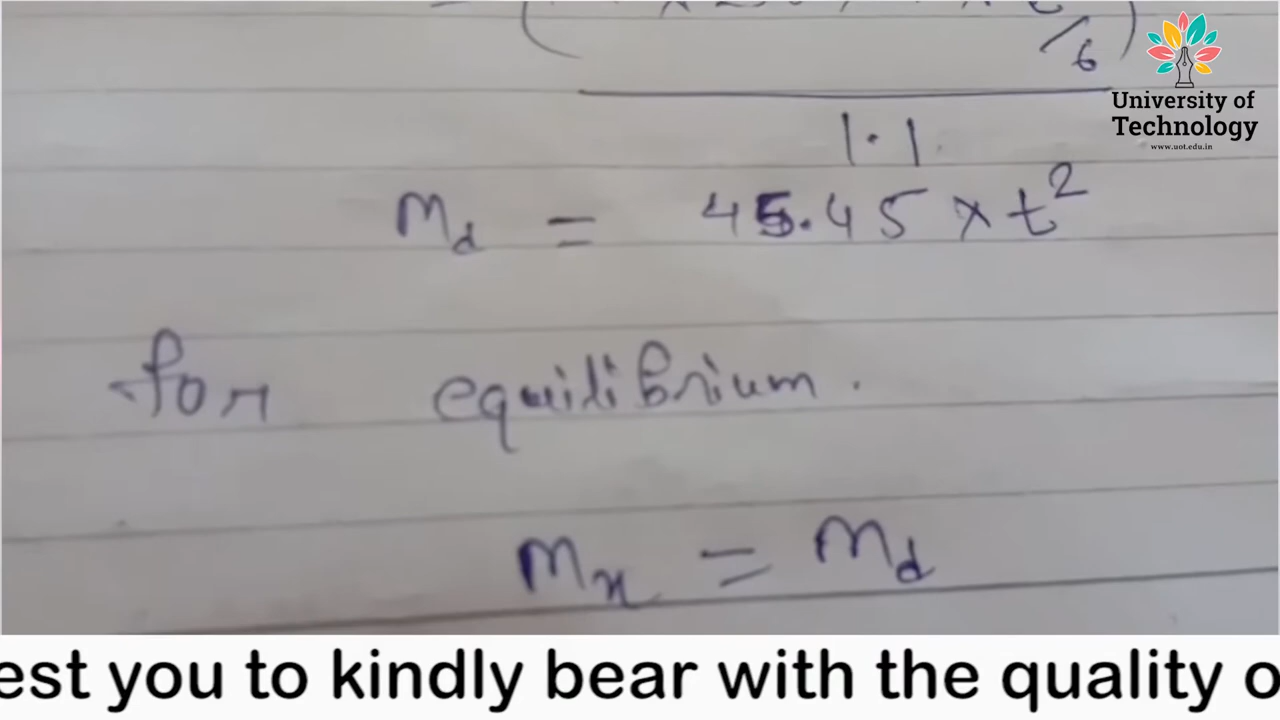 /6
1.1
University of
Technology
www.uot.edu.in
Md = 45.45 × t²
for equilibrium.
Mx = Md
est you to kindly bear with the quality o